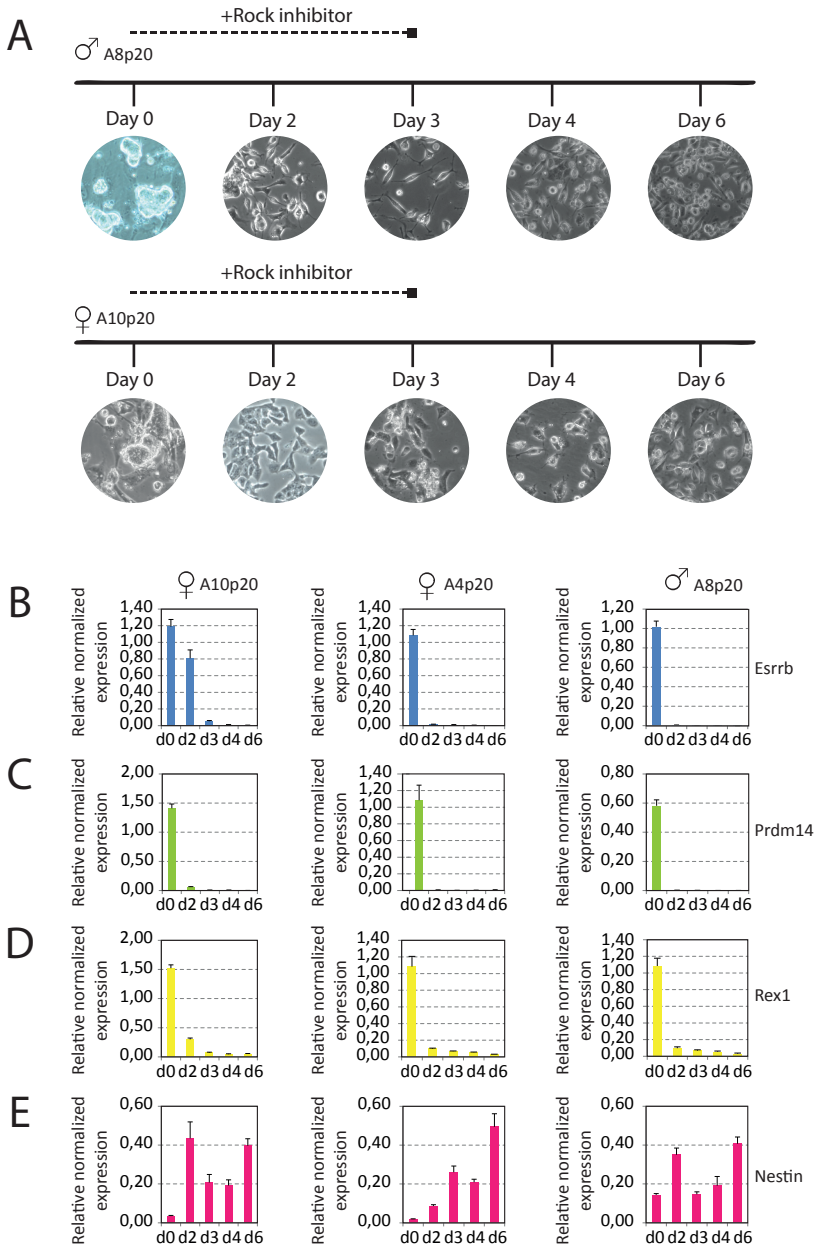 A
+Rock inhibitor
♂ A8p20
Day 0 Day 2 Day 3 Day 4 Day 6
+Rock inhibitor
♀ A10p20
Day 0 Day 2 Day 3 Day 4 Day 6
♀ A10p20 ♀ A4p20 ♂ A8p20
B
Relative normalized
expression
1,40
1,20
1,00
0,80
0,60
0,40
0,20
0,00
d0 d2 d3 d4 d6
Relative normalized
expression
1,40
1,20
1,00
0,80
0,60
0,40
0,20
0,00
d0 d2 d3 d4 d6
Relative normalized
expression
1,20
1,00
0,80
0,60
0,40
0,20
0,00
d0 d2 d3 d4 d6
Esrrb
C
Relative normalized
expression
2,00
1,50
1,00
0,50
0,00
d0 d2 d3 d4 d6
Relative normalized
expression
1,40
1,20
1,00
0,80
0,60
0,40
0,20
0,00
d0 d2 d3 d4 d6
Relative normalized
expression
0,80
0,60
0,40
0,20
0,00
d0 d2 d3 d4 d6
Prdm14
D
Relative normalized
expression
2,00
1,50
1,00
0,50
0,00
d0 d2 d3 d4 d6
Relative normalized
expression
1,40
1,20
1,00
0,80
0,60
0,40
0,20
0,00
d0 d2 d3 d4 d6
Relative normalized
expression
1,40
1,20
1,00
0,80
0,60
0,40
0,20
0,00
d0 d2 d3 d4 d6
Rex1
E
Relative normalized
expression
0,60
0,40
0,20
0,00
d0 d2 d3 d4 d6
Relative normalized
expression
0,60
0,40
0,20
0,00
d0 d2 d3 d4 d6
Relative normalized
expression
0,60
0,40
0,20
0,00
d0 d2 d3 d4 d6
Nestin